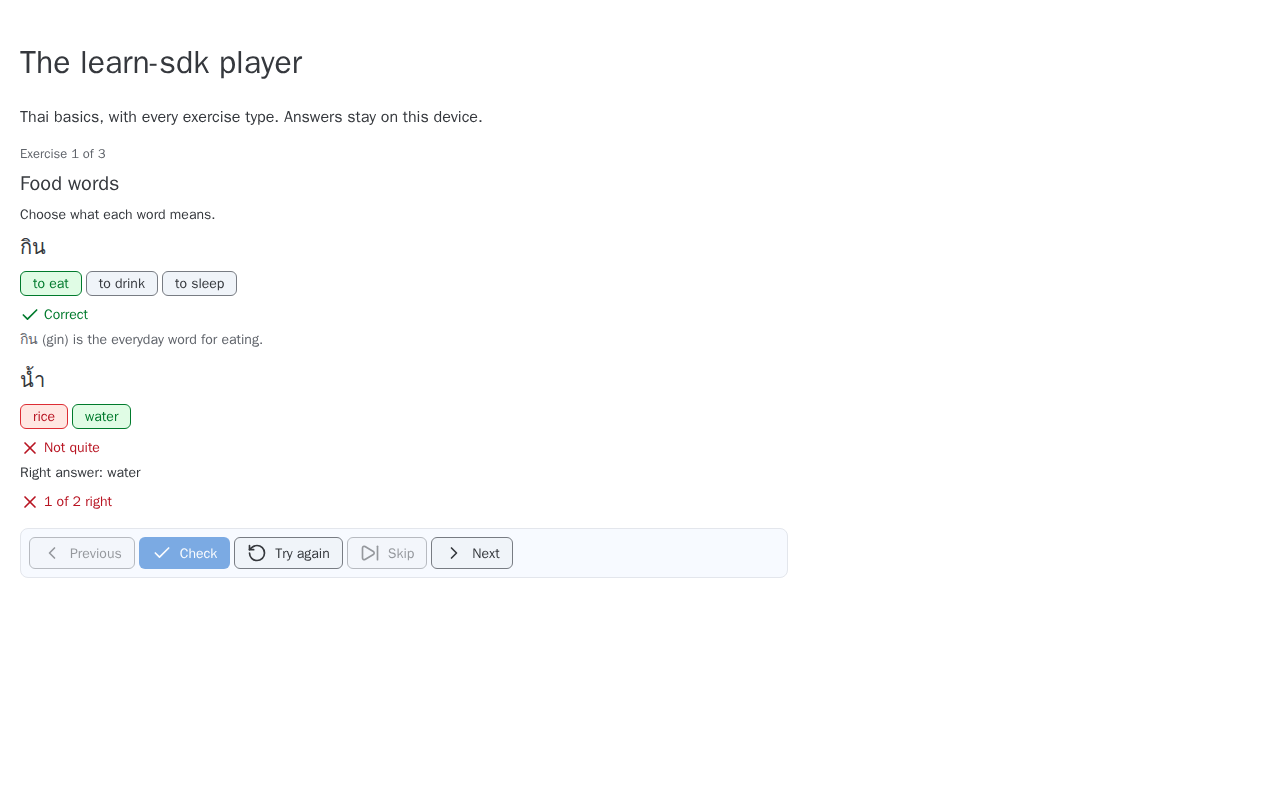 The learn-sdk player
Thai basics, with every exercise type. Answers stay on this device.
Exercise 1 of 3
Food words
Choose what each word means.
กิน
to eat to drink to sleep
Correct
กิน (gin) is the everyday word for eating.
น้ำ
rice water
Not quite
Right answer: water
1 of 2 right
Previous Check Try again Skip Next